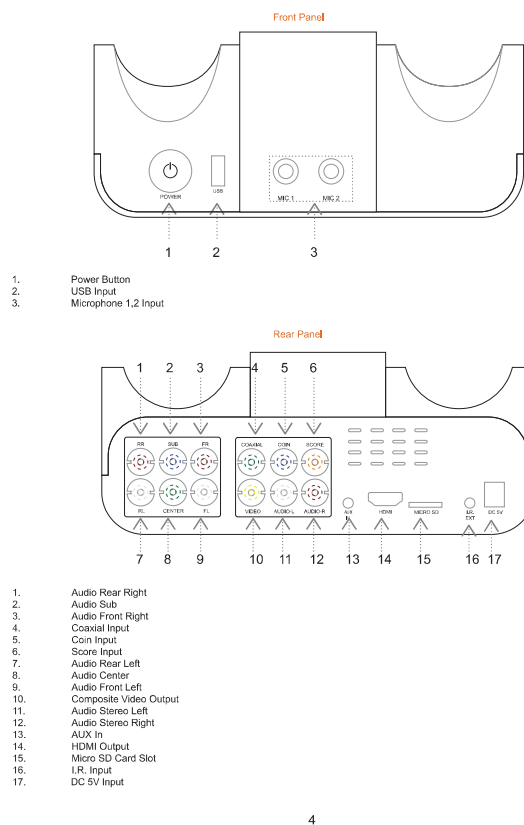 Front Panel
POWER
USB
MIC 1 MIC 2
1 2 3
1. Power Button
2. USB Input
3. Microphone 1,2 Input
Rear Panel
1 2 3 4 5 6
RR SUB FR COAXIAL COIN SCORE
RL CENTER FL VIDEO AUDIO-L AUDIO-R AUX IN HDMI MICRO SD I.R. EXT DC 5V
7 8 9 10 11 12 13 14 15 16 17
1. Audio Rear Right
2. Audio Sub
3. Audio Front Right
4. Coaxial Input
5. Coin Input
6. Score Input
7. Audio Rear Left
8. Audio Center
9. Audio Front Left
10. Composite Video Output
11. Audio Stereo Left
12. Audio Stereo Right
13. AUX In
14. HDMI Output
15. Micro SD Card Slot
16. I.R. Input
17. DC 5V Input
4